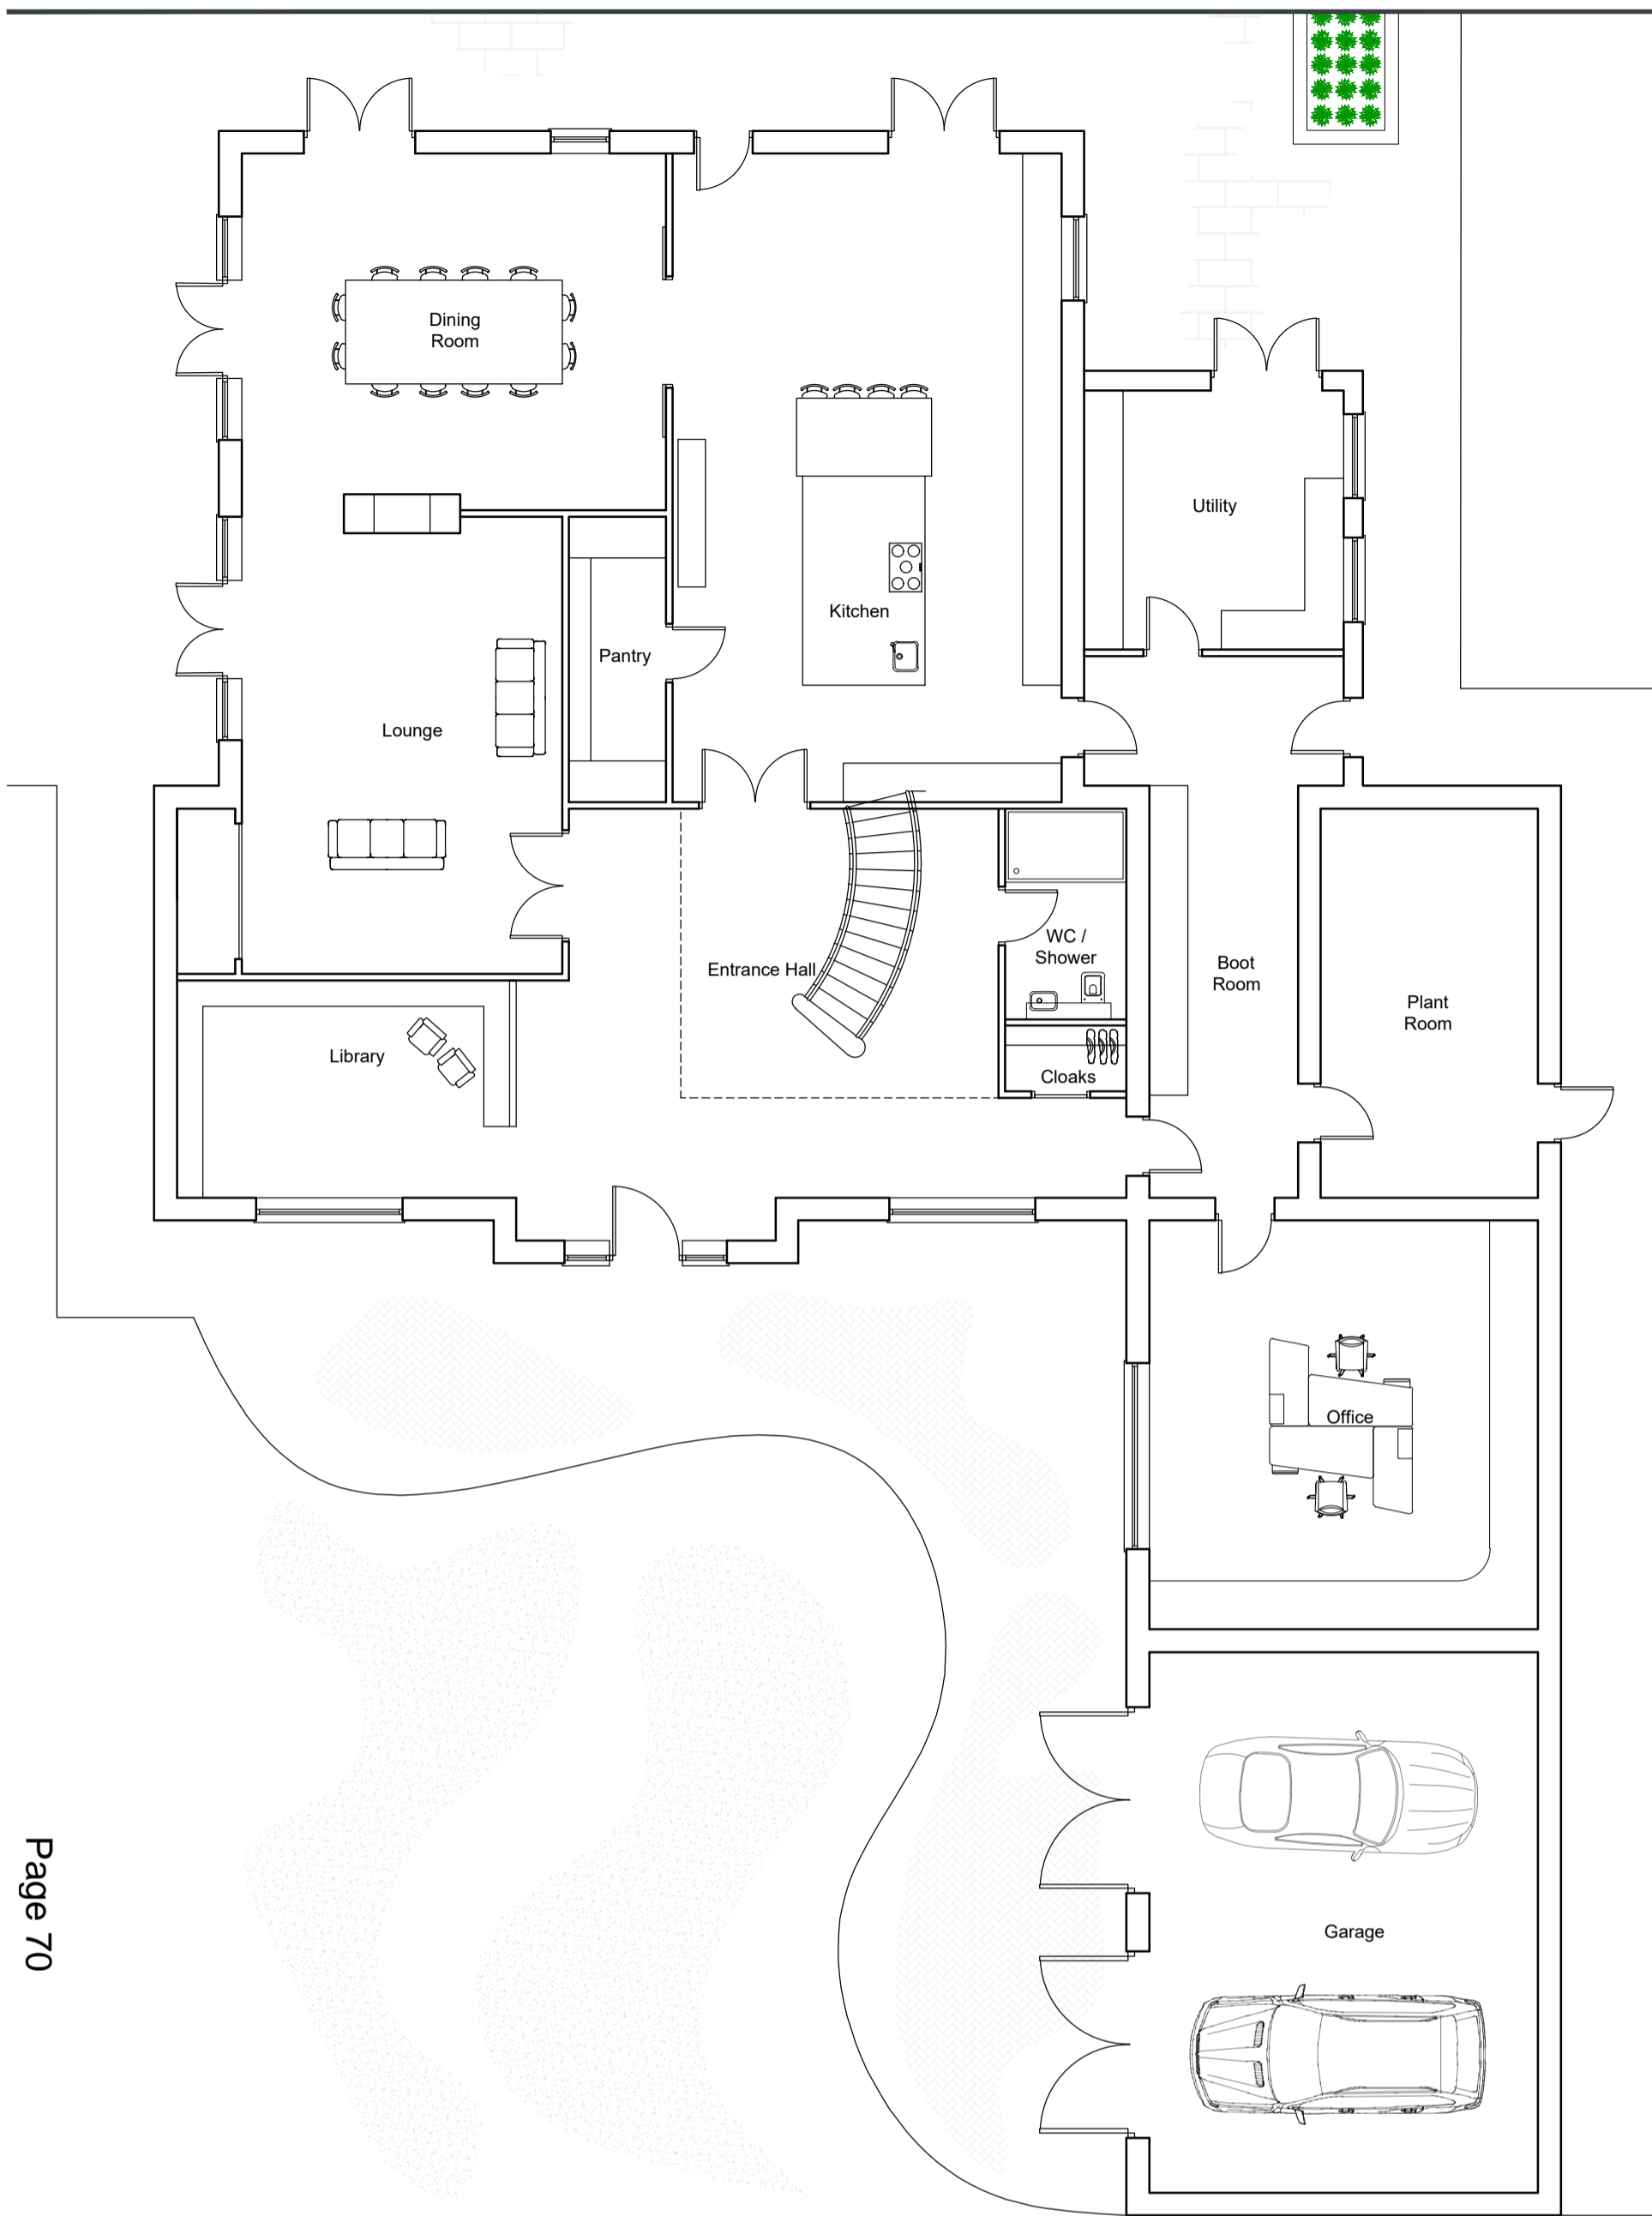 Dining
Room
Utility
Kitchen
Pantry
Lounge
WC /
Shower
Entrance Hall
Boot
Room
Plant
Room
Library
Cloaks
Office
Garage
Page 70